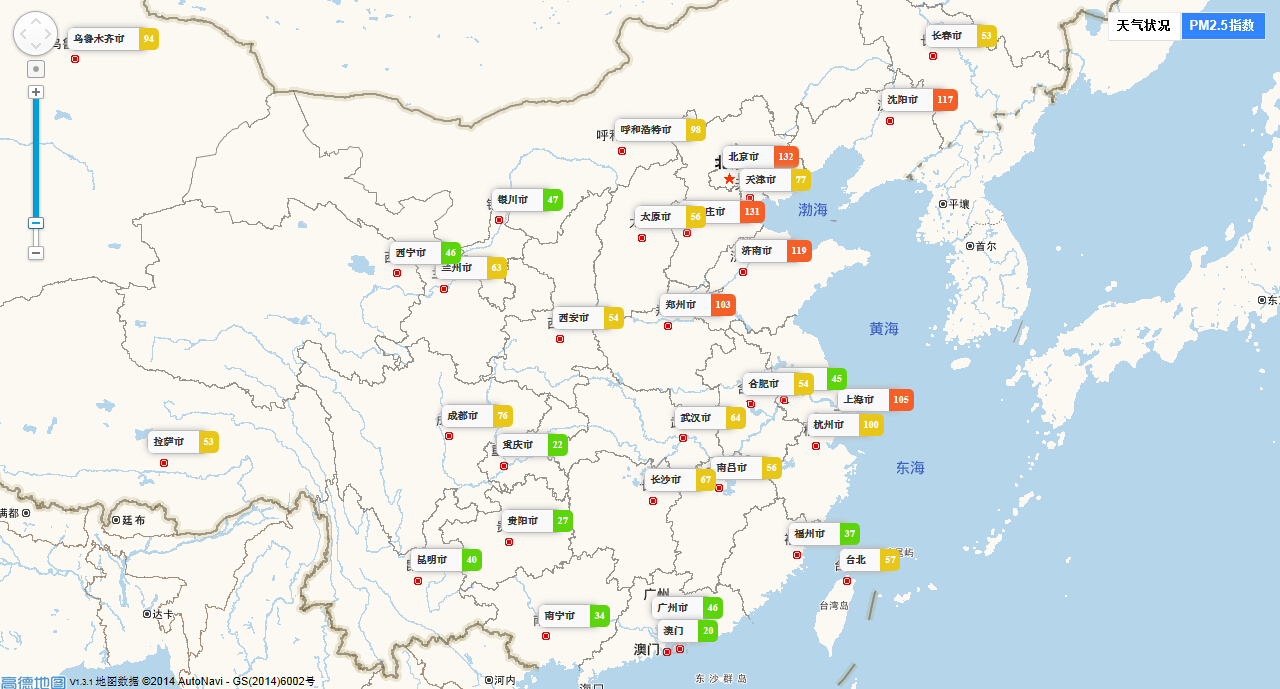 天气状况 PM2.5指数
乌鲁木齐市 94
长春市 53
沈阳市 117
呼和浩特市 98
北京市 132
天津市 77
银川市 47
太原市 56
庄市 131
渤海
平壤
首尔
西宁市 46
兰州市 63
济南市 119
西安市 54
郑州市 103
黄海
合肥市 54
45
上海市 105
成都市 76
武汉市 64
杭州市 100
拉萨市 53
重庆市 22
长沙市 67
南昌市 56
东海
满都
廷布
贵阳市 27
福州市 37
昆明市 40
台北 57
屿
达卡
广州
南宁市 34
广州市 46
台湾岛
澳门 20
澳门
河内
海口
东沙群岛
高德地图 V1.3.1 地图数据 ©2014 AutoNavi - GS(2014)6002号